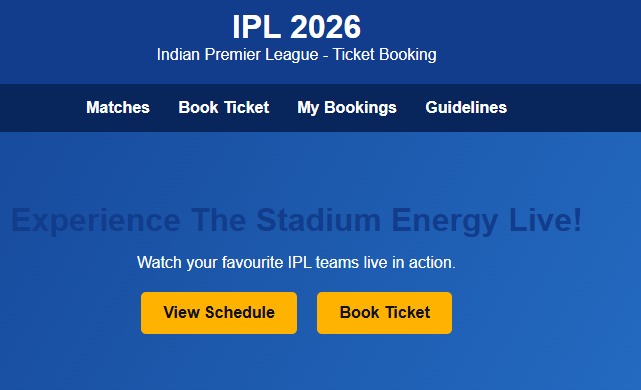 IPL 2026
Indian Premier League - Ticket Booking
Matches Book Ticket My Bookings Guidelines
Experience The Stadium Energy Live!
Watch your favourite IPL teams live in action.
View Schedule Book Ticket